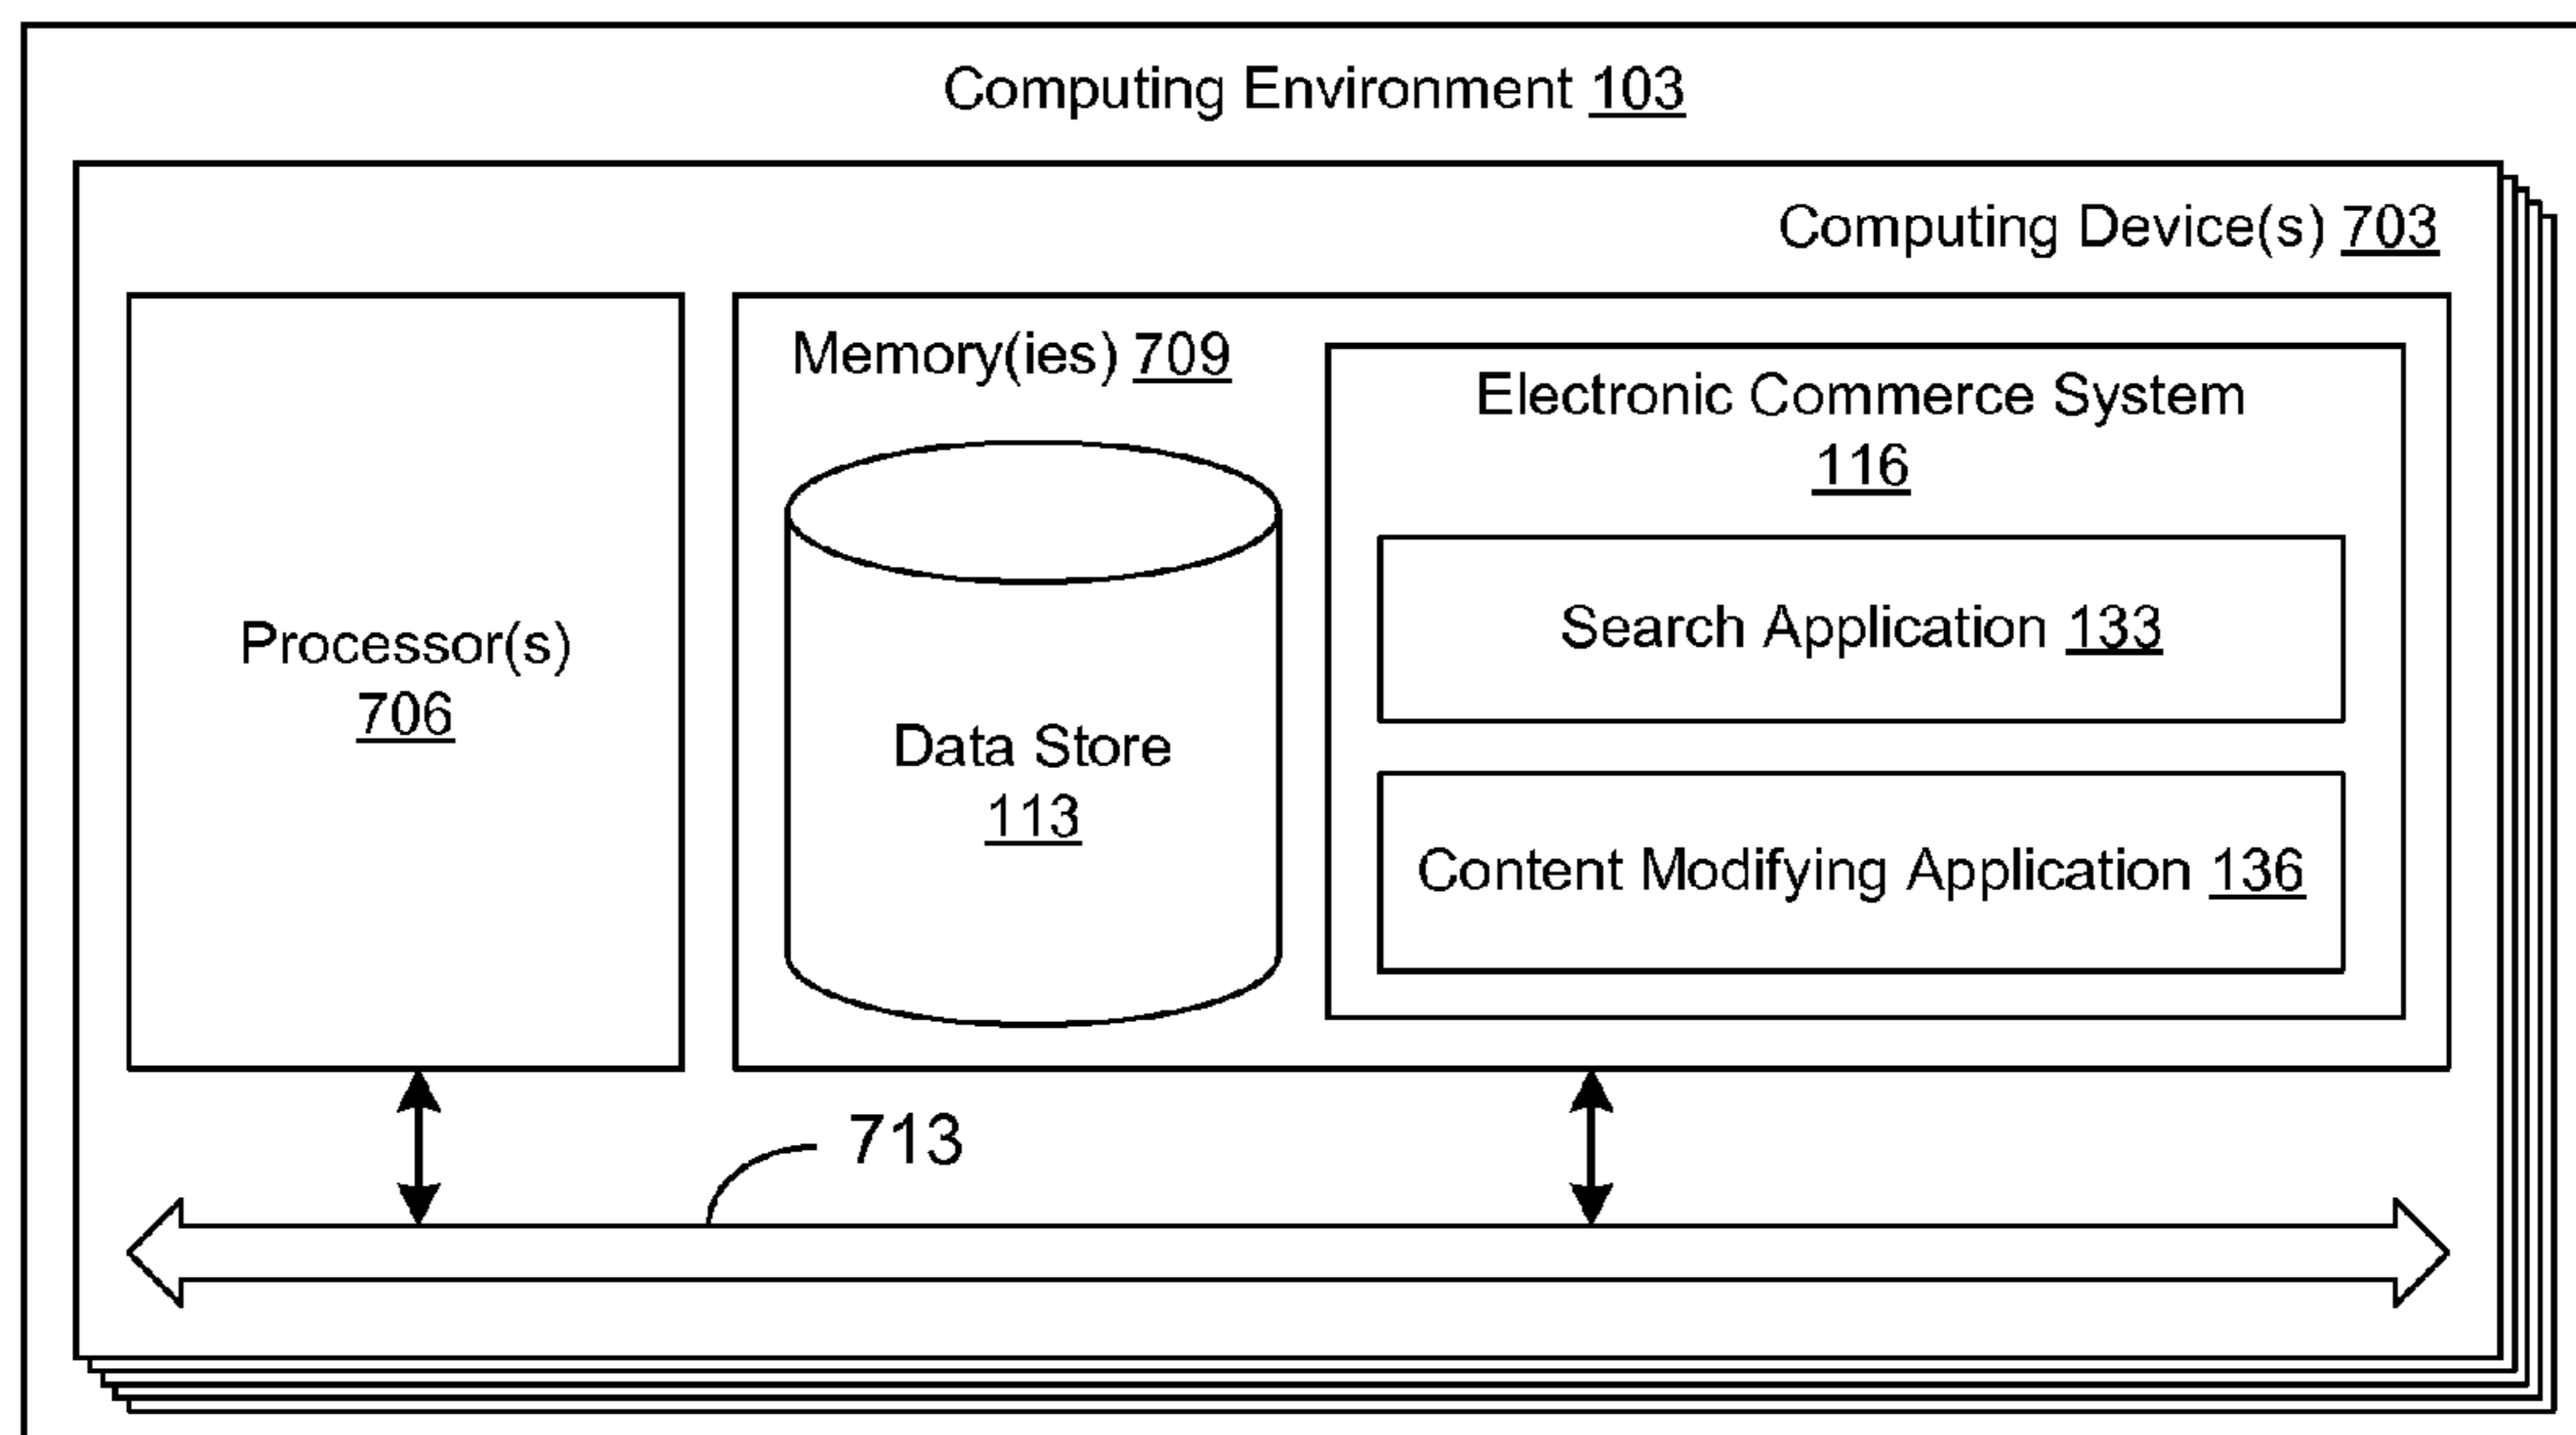 Computing Environment 103
Computing Device(s) 703
Processor(s)
706
Memory(ies) 709
Data Store
113
Electronic Commerce System
116
Search Application 133
Content Modifying Application 136
713